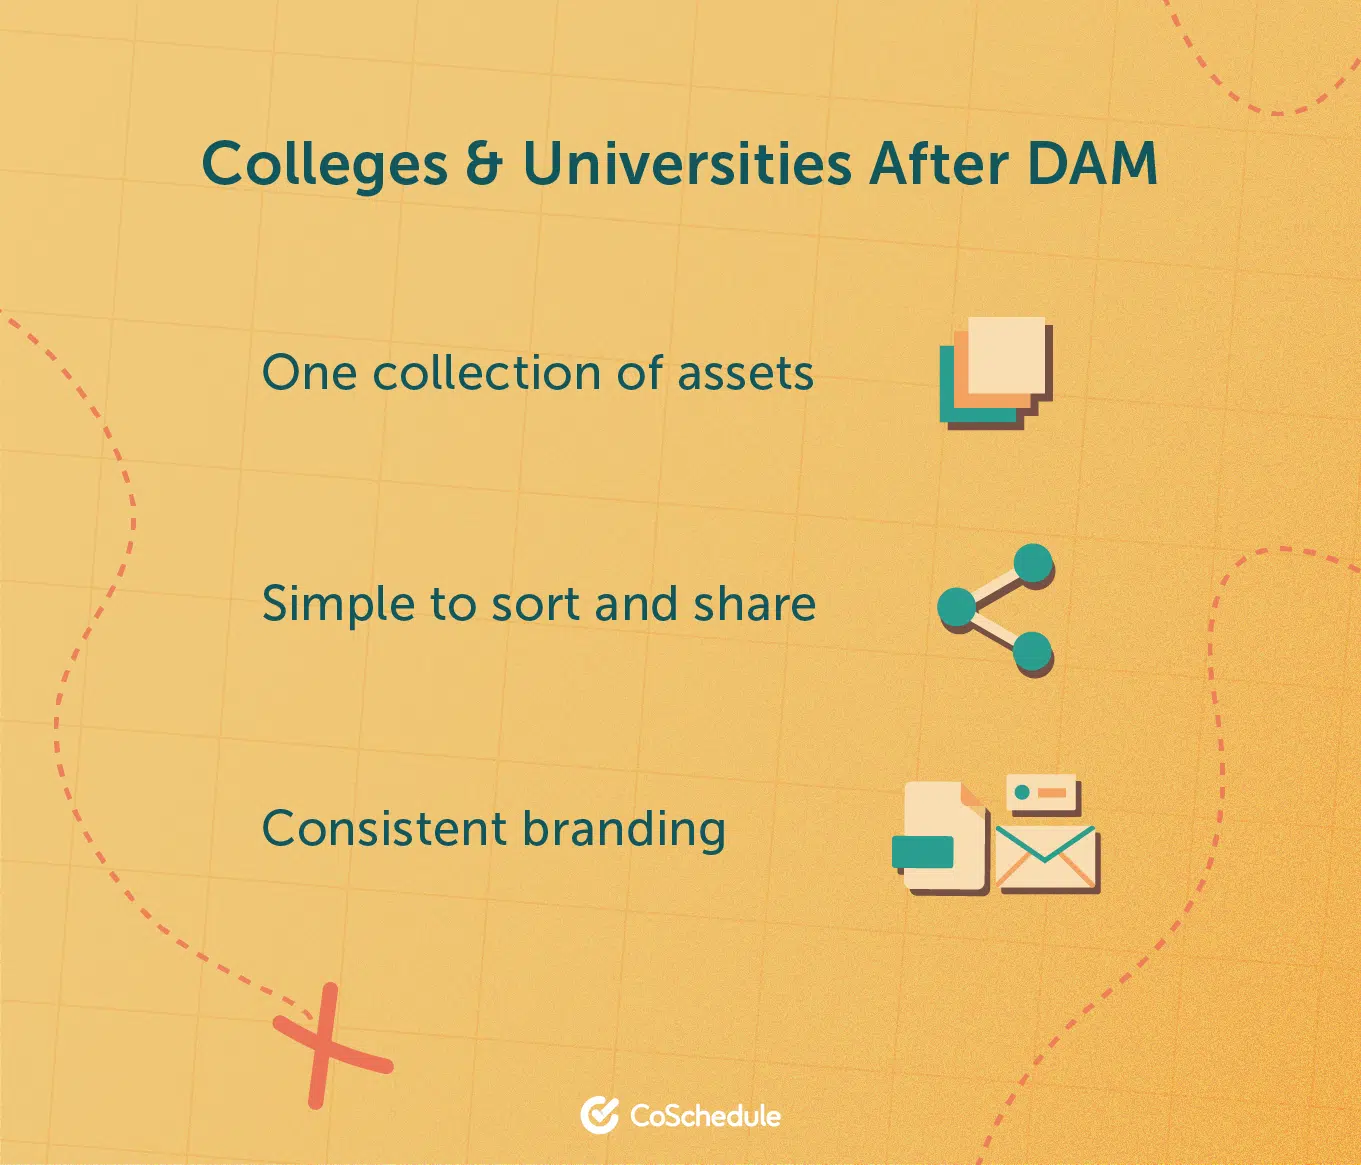 Colleges & Universities After DAM
One collection of assets
Simple to sort and share
Consistent branding
CoSchedule